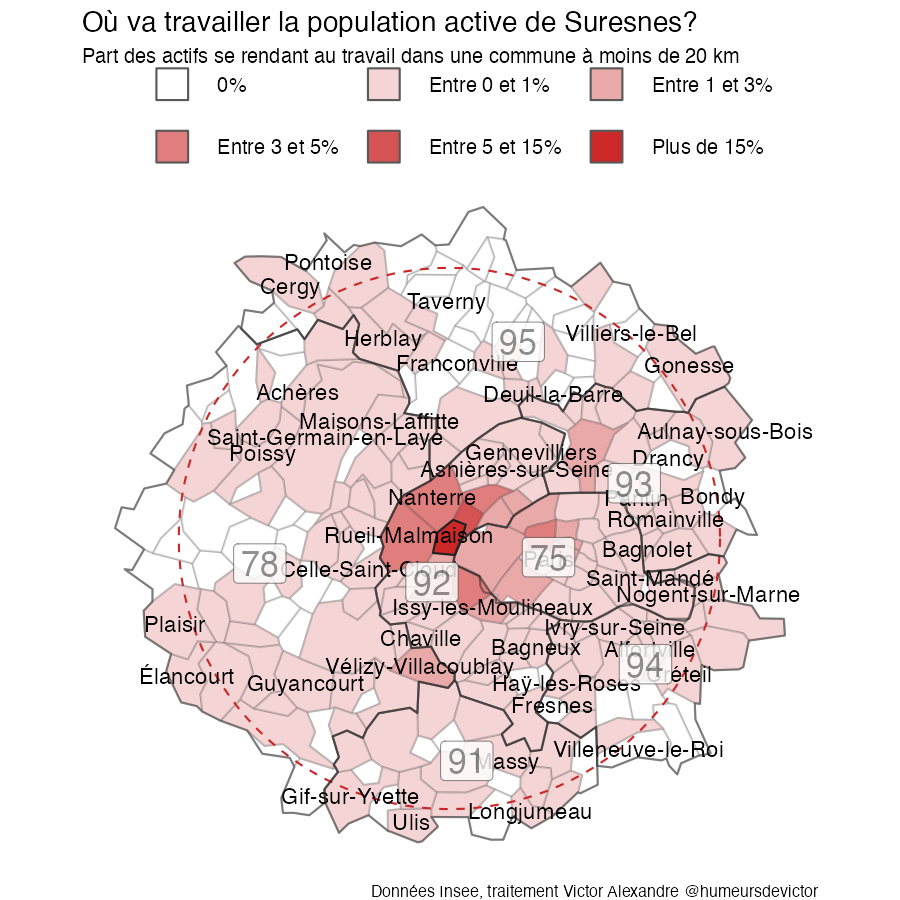 Où va travailler la population active de Suresnes?
Part des actifs se rendant au travail dans une commune à moins de 20 km
0%
Entre 0 et 1%
Entre 1 et 3%
Entre 3 et 5%
Entre 5 et 15%
Plus de 15%
Pontoise
Cergy
Taverny
Villiers-le-Bel
95
Herblay
Franconville
Gonesse
Achères
Deuil-la-Barre
Maisons-Laffitte
Aulnay-sous-Bois
Saint-Germain-en-Laye
Poissy
Gennevilliers
Drancy
Asnières-sur-Seine
93
Nanterre
Pantin
Bondy
Romainville
Rueil-Malmaison
Bagnolet
75
78
Celle-Saint-Cloud
92
Saint-Mandé
Nogent-sur-Marne
Issy-les-Moulineaux
Plaisir
Ivry-sur-Seine
Chaville
Bagneux
Alfortville
94
Vélizy-Villacoublay
Créteil
Élancourt
Guyancourt
Haÿ-les-Roses
Fresnes
Villeneuve-le-Roi
91
Massy
Gif-sur-Yvette
Longjumeau
Ulis
Données Insee, traitement Victor Alexandre @humeursdevictor